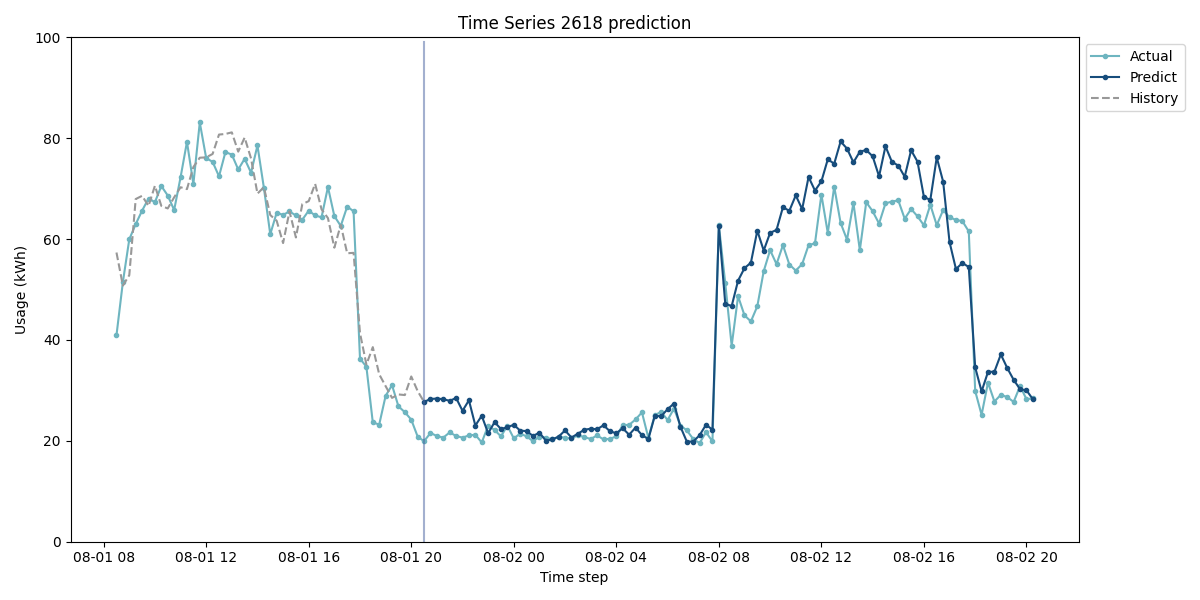 Time Series 2618 prediction
100
80
60
40
20
0
Usage (kWh)
08-01 08
08-01 12
08-01 16
08-01 20
08-02 00
08-02 04
08-02 08
08-02 12
08-02 16
08-02 20
Time step
Actual
Predict
History